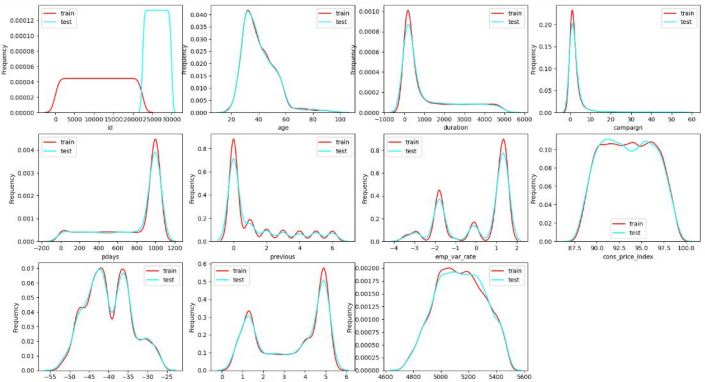 0.00012
0.00010
0.00008
0.00006
0.00004
0.00002
0.00000
Frequency
train
test
0 5000 10000 15000 20000 25000 30000
id
0.040
0.035
0.030
0.025
0.020
0.015
0.010
0.005
0.000
Frequency
train
test
20 40 60 80 100
age
0.0010
0.0008
0.0006
0.0004
0.0002
0.0000
Frequency
train
test
-1000 0 1000 2000 3000 4000 5000 6000
duration
0.20
0.15
0.10
0.05
0.00
Frequency
train
test
0 10 20 30 40 50 60
campaign
0.004
0.003
0.002
0.001
0.000
Frequency
train
test
-200 0 200 400 600 800 1000 1200
pdays
0.8
0.6
0.4
0.2
0.0
Frequency
train
test
0 2 4 6
previous
0.8
0.6
0.4
0.2
0.0
Frequency
train
test
-4 -3 -2 -1 0 1 2
emp_var_rate
0.10
0.08
0.06
0.04
0.02
0.00
Frequency
train
test
87.5 90.0 92.5 95.0 97.5 100.0
cons_price_index
0.07
0.06
0.05
0.04
0.03
0.02
0.01
0.00
Frequency
train
test
-55 -50 -45 -40 -35 -30 -25
0.6
0.5
0.4
0.3
0.2
0.1
0.0
Frequency
train
test
0 1 2 3 4 5 6
0.00200
0.00175
0.00150
0.00125
0.00100
0.00075
0.00050
0.00025
0.00000
Frequency
train
test
4600 4800 5000 5200 5400 5600